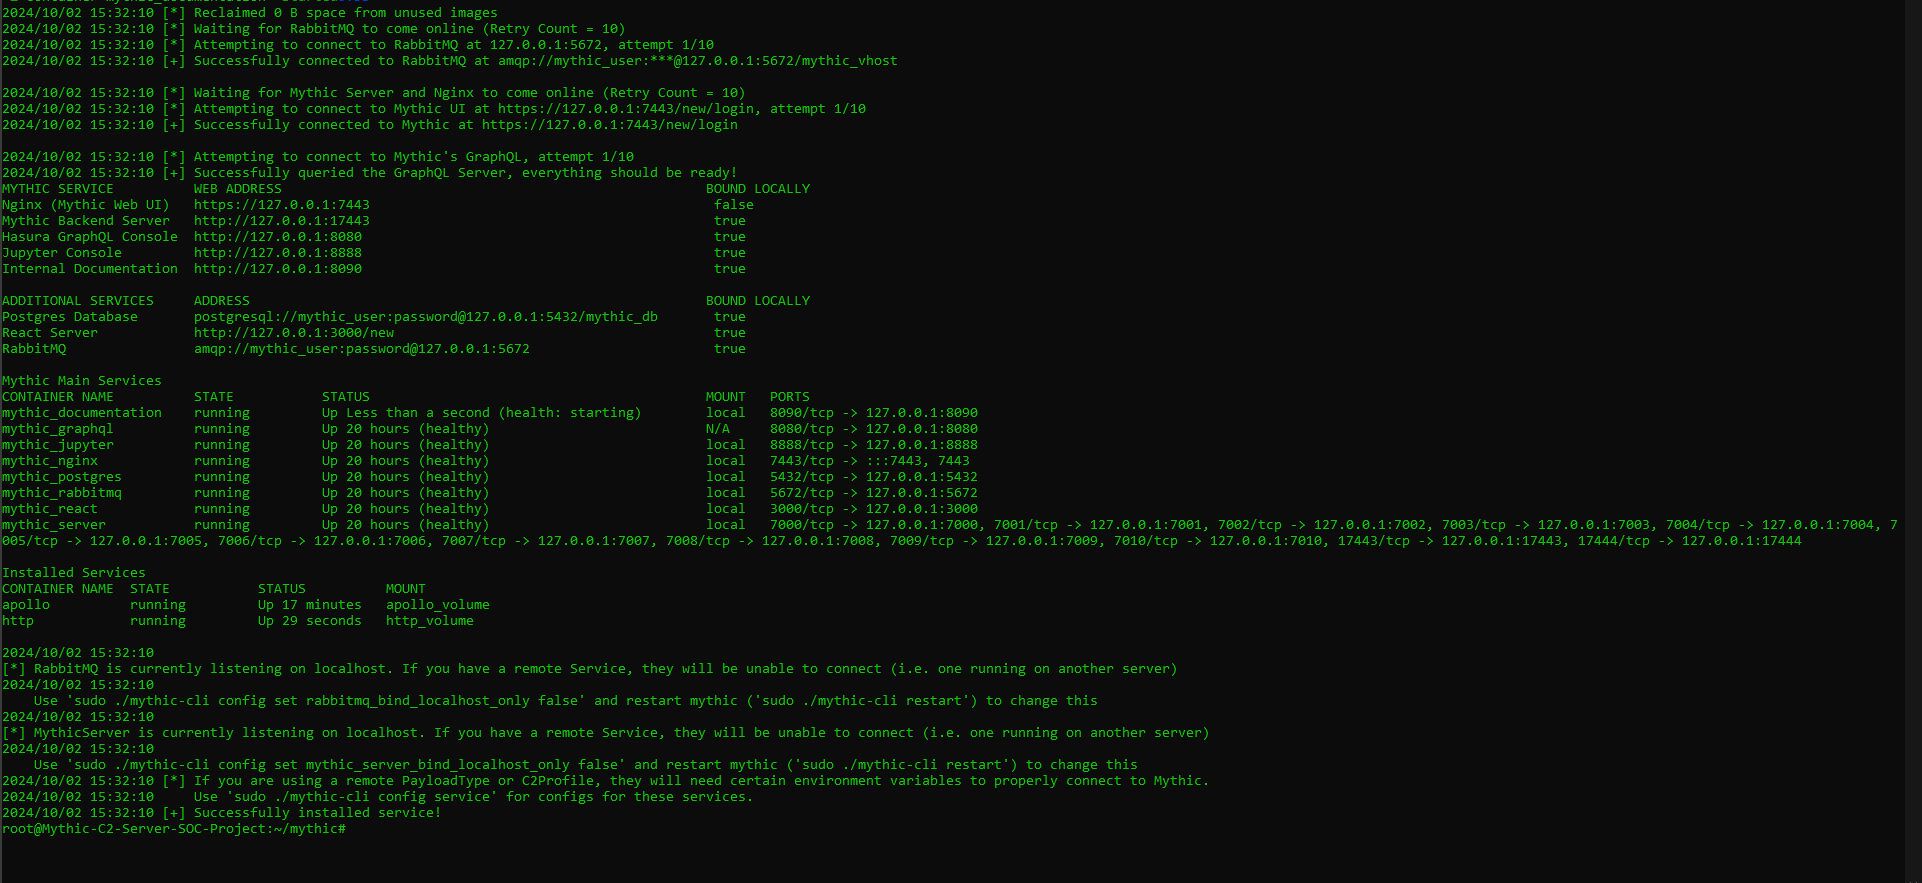 2024/10/02 15:32:10 [*] Reclaimed 0 B space from unused images
2024/10/02 15:32:10 [*] Waiting for RabbitMQ to come online (Retry Count = 10)
2024/10/02 15:32:10 [*] Attempting to connect to RabbitMQ at 127.0.0.1:5672, attempt 1/10
2024/10/02 15:32:10 [+] Successfully connected to RabbitMQ at amqp://mythic_user:***@127.0.0.1:5672/mythic_vhost
2024/10/02 15:32:10 [*] Waiting for Mythic Server and Nginx to come online (Retry Count = 10)
2024/10/02 15:32:10 [*] Attempting to connect to Mythic UI at https://127.0.0.1:7443/new/login, attempt 1/10
2024/10/02 15:32:10 [+] Successfully connected to Mythic at https://127.0.0.1:7443/new/login
2024/10/02 15:32:10 [*] Attempting to connect to Mythic's GraphQL, attempt 1/10
2024/10/02 15:32:10 [+] Successfully queried the GraphQL Server, everything should be ready!
MYTHIC SERVICE WEB ADDRESS BOUND LOCALLY
Nginx (Mythic Web UI) https://127.0.0.1:7443 false
Mythic Backend Server http://127.0.0.1:17443 true
Hasura GraphQL Console http://127.0.0.1:8080 true
Jupyter Console http://127.0.0.1:8888 true
Internal Documentation http://127.0.0.1:8090 true
ADDITIONAL SERVICES ADDRESS BOUND LOCALLY
Postgres Database postgresql://mythic_user:password@127.0.0.1:5432/mythic_db true
React Server http://127.0.0.1:3000/new true
RabbitMQ amqp://mythic_user:password@127.0.0.1:5672 true
Mythic Main Services
CONTAINER NAME STATE STATUS MOUNT PORTS
mythic_documentation running Up Less than a second (health: starting) local 8090/tcp -> 127.0.0.1:8090
mythic_graphql running Up 20 hours (healthy) N/A 8080/tcp -> 127.0.0.1:8080
mythic_jupyter running Up 20 hours (healthy) local 8888/tcp -> 127.0.0.1:8888
mythic_nginx running Up 20 hours (healthy) local 7443/tcp -> :::7443, 7443
mythic_postgres running Up 20 hours (healthy) local 5432/tcp -> 127.0.0.1:5432
mythic_rabbitmq running Up 20 hours (healthy) local 5672/tcp -> 127.0.0.1:5672
mythic_react running Up 20 hours (healthy) local 3000/tcp -> 127.0.0.1:3000
mythic_server running Up 20 hours (healthy) local 7000/tcp -> 127.0.0.1:7000, 7001/tcp -> 127.0.0.1:7001, 7002/tcp -> 127.0.0.1:7002, 7003/tcp -> 127.0.0.1:7003, 7004/tcp -> 127.0.0.1:7004, 7
005/tcp -> 127.0.0.1:7005, 7006/tcp -> 127.0.0.1:7006, 7007/tcp -> 127.0.0.1:7007, 7008/tcp -> 127.0.0.1:7008, 7009/tcp -> 127.0.0.1:7009, 7010/tcp -> 127.0.0.1:7010, 17443/tcp -> 127.0.0.1:17443, 17444/tcp -> 127.0.0.1:17444
Installed Services
CONTAINER NAME STATE STATUS MOUNT
apollo running Up 17 minutes apollo_volume
http running Up 29 seconds http_volume
2024/10/02 15:32:10
[*] RabbitMQ is currently listening on localhost. If you have a remote Service, they will be unable to connect (i.e. one running on another server)
2024/10/02 15:32:10
Use 'sudo ./mythic-cli config set rabbitmq_bind_localhost_only false' and restart mythic ('sudo ./mythic-cli restart') to change this
2024/10/02 15:32:10
[*] MythicServer is currently listening on localhost. If you have a remote Service, they will be unable to connect (i.e. one running on another server)
2024/10/02 15:32:10
Use 'sudo ./mythic-cli config set mythic_server_bind_localhost_only false' and restart mythic ('sudo ./mythic-cli restart') to change this
2024/10/02 15:32:10 [*] If you are using a remote PayloadType or C2Profile, they will need certain environment variables to properly connect to Mythic.
2024/10/02 15:32:10 Use 'sudo ./mythic-cli config service' for configs for these services.
2024/10/02 15:32:10 [+] Successfully installed service!
root@Mythic-C2-Server-SOC-Project:~/mythic#